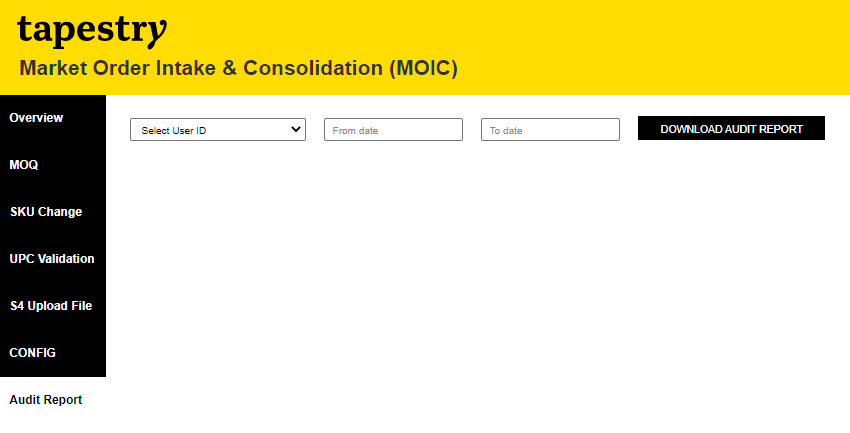 tapestry
Market Order Intake & Consolidation (MOIC)
Overview
MOQ
SKU Change
UPC Validation
S4 Upload File
CONFIG
Audit Report
Select User ID
From date
To date
DOWNLOAD AUDIT REPORT